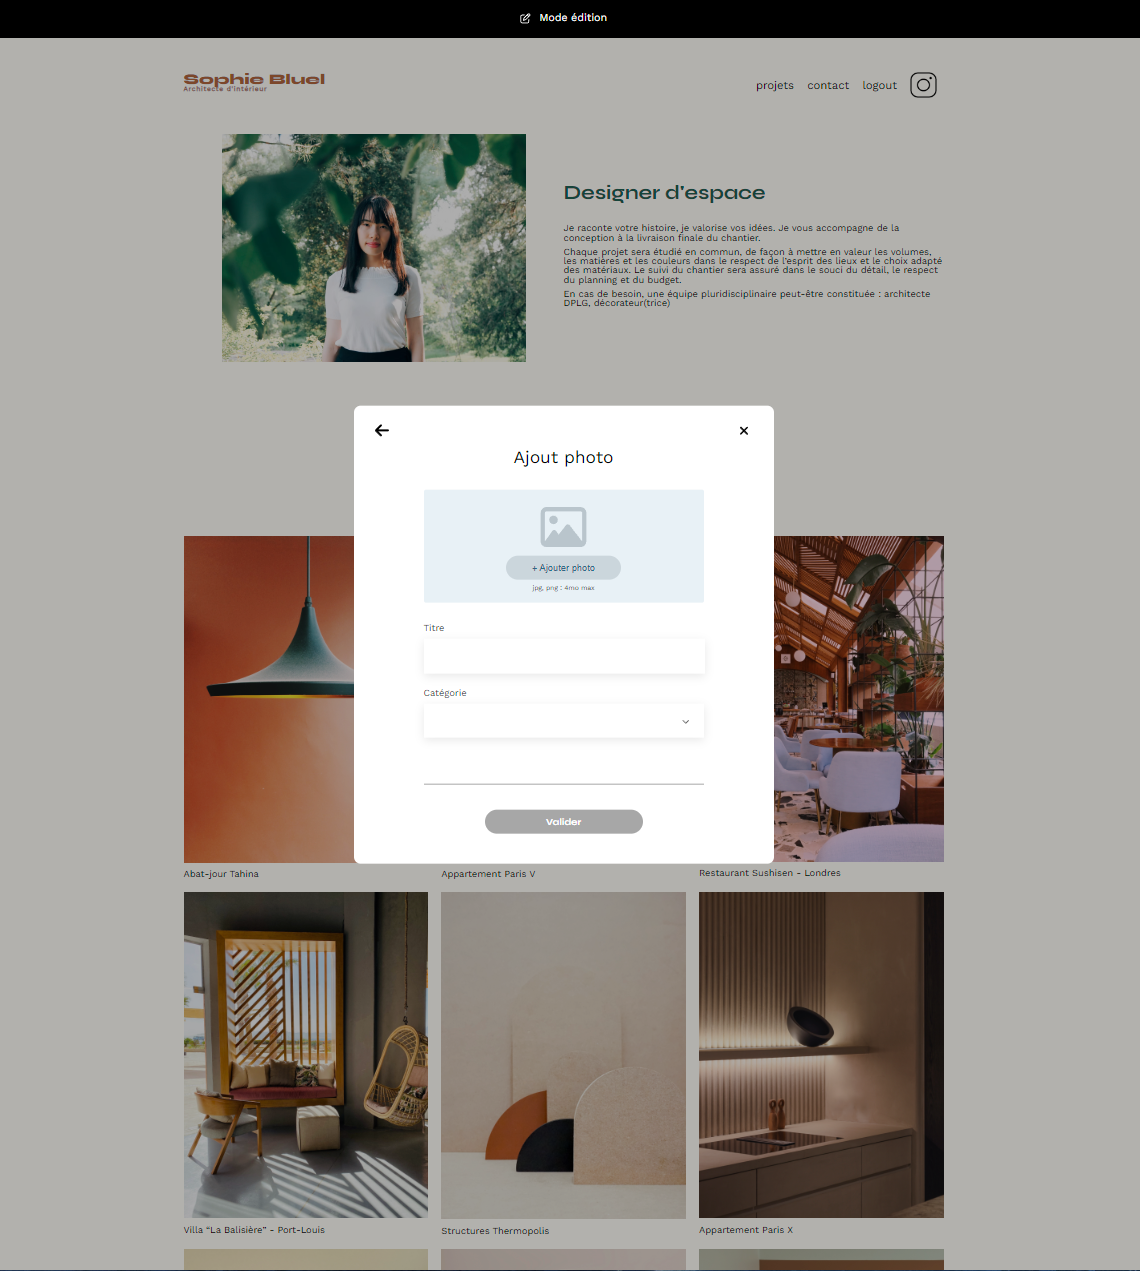 Mode édition
Sophie Bluel
Architecte d'intérieur
projets
contact
logout
Designer d'espace
Je raconte votre histoire, je valorise vos idées. Je vous accompagne de la
conception à la livraison finale du chantier.
Chaque projet sera étudié en commun, de façon à mettre en valeur les volumes,
les matières et les couleurs dans le respect de l'esprit des lieux et le choix adapté
des matériaux. Le suivi du chantier sera assuré dans le souci du détail, le respect
du planning et du budget.
En cas de besoin, une équipe pluridisciplinaire peut-être constituée : architecte
DPLG, décorateur(trice)
Ajout photo
+ Ajouter photo
jpg, png : 4mo max
Titre
Catégorie
Valider
Abat-jour Tahina
Appartement Paris V
Restaurant Sushisen - Londres
Villa “La Balisière” - Port-Louis
Structures Thermopolis
Appartement Paris X